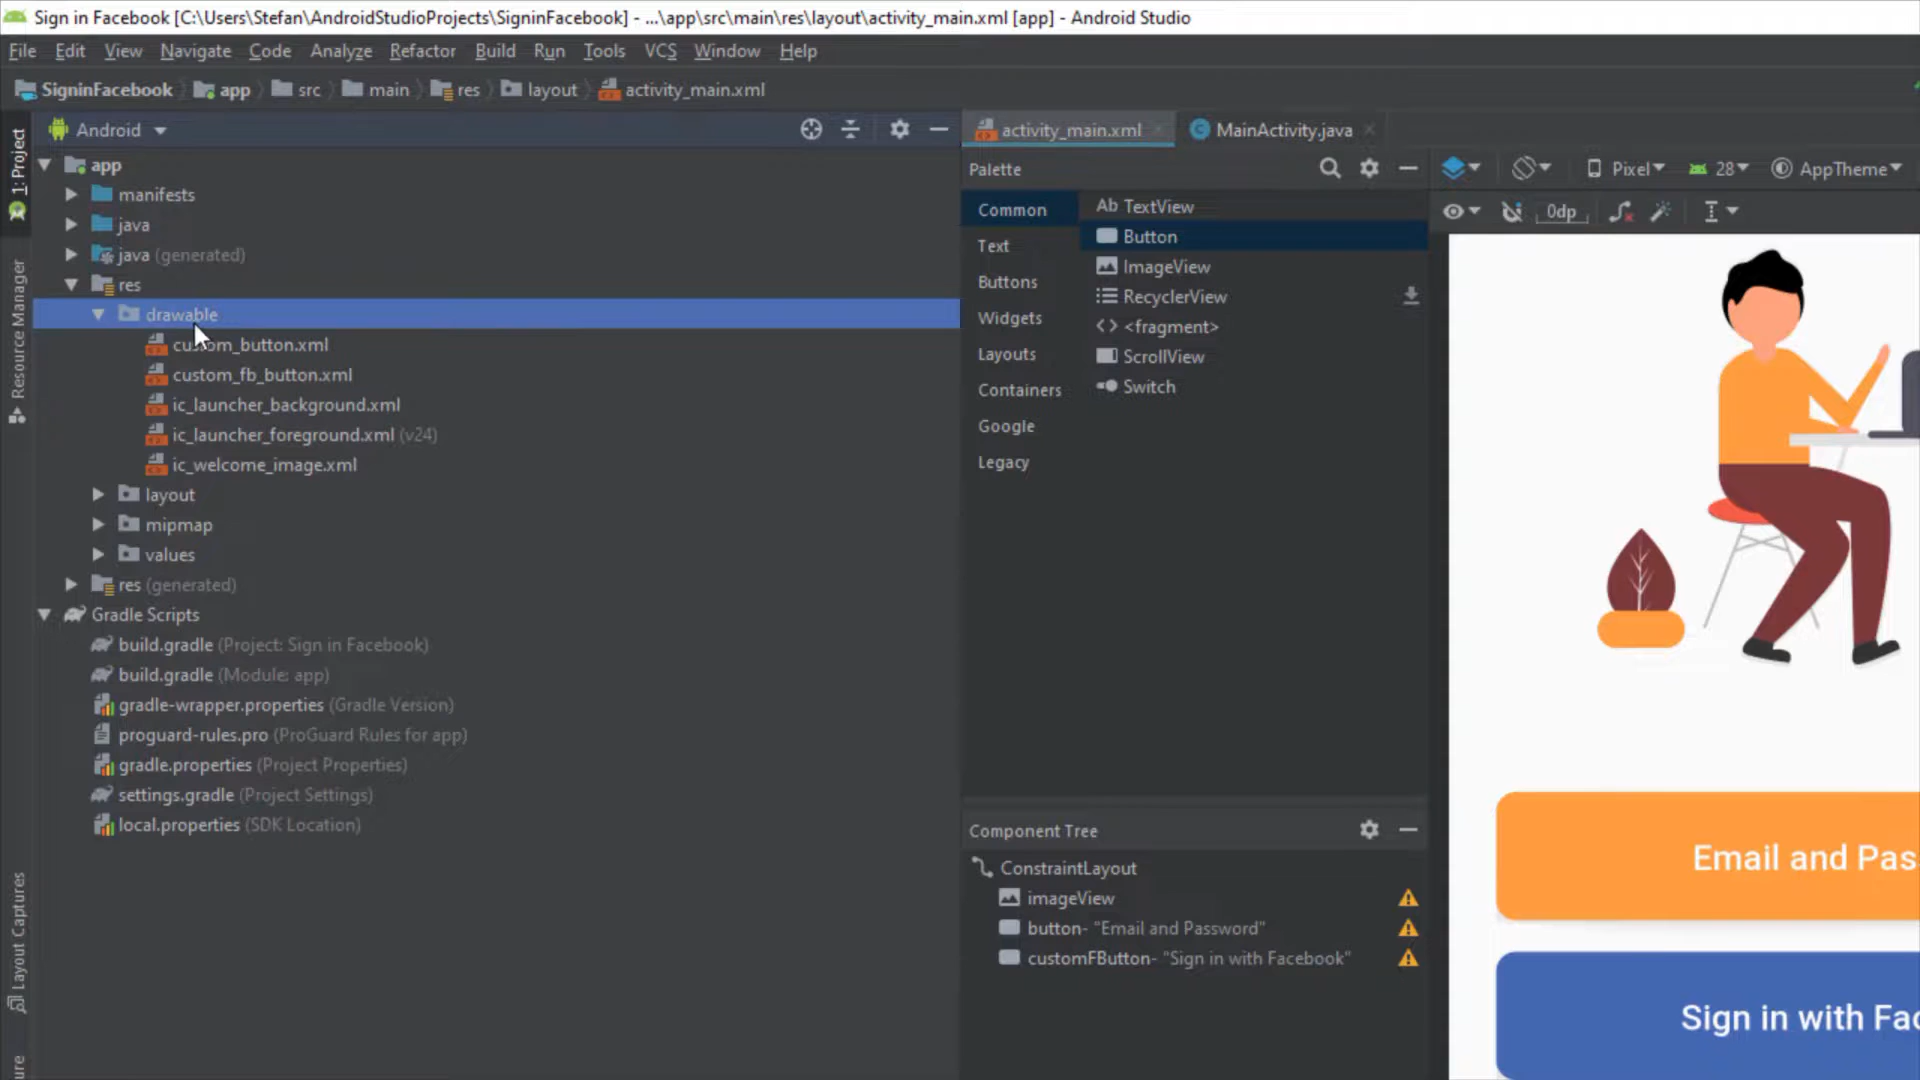 Sign in Facebook [C:\Users\Stefan\AndroidStudioProjects\SigninFacebook] - ...\app\src\main\res\layout\activity_main.xml [app] - Android Studio
File Edit View Navigate Code Analyze Refactor Build Run Tools VCS Window Help
SigninFacebook app src main res layout activity_main.xml
Android
activity_main.xml MainActivity.java
1: Project
Resource Manager
Layout Captures
app
manifests
java
java (generated)
res
drawable
custom_button.xml
custom_fb_button.xml
ic_launcher_background.xml
ic_launcher_foreground.xml (v24)
ic_welcome_image.xml
layout
mipmap
values
res (generated)
Gradle Scripts
build.gradle (Project: Sign in Facebook)
build.gradle (Module: app)
gradle-wrapper.properties (Gradle Version)
proguard-rules.pro (ProGuard Rules for app)
gradle.properties (Project Properties)
settings.gradle (Project Settings)
local.properties (SDK Location)
Palette
Common
Text
Buttons
Widgets
Layouts
Containers
Google
Legacy
Ab TextView
Button
ImageView
RecyclerView
<fragment>
ScrollView
Switch
Component Tree
ConstraintLayout
imageView
button- "Email and Password"
customFButton- "Sign in with Facebook"
Pixel 28 AppTheme
0dp
Email and Pas
Sign in with Fac